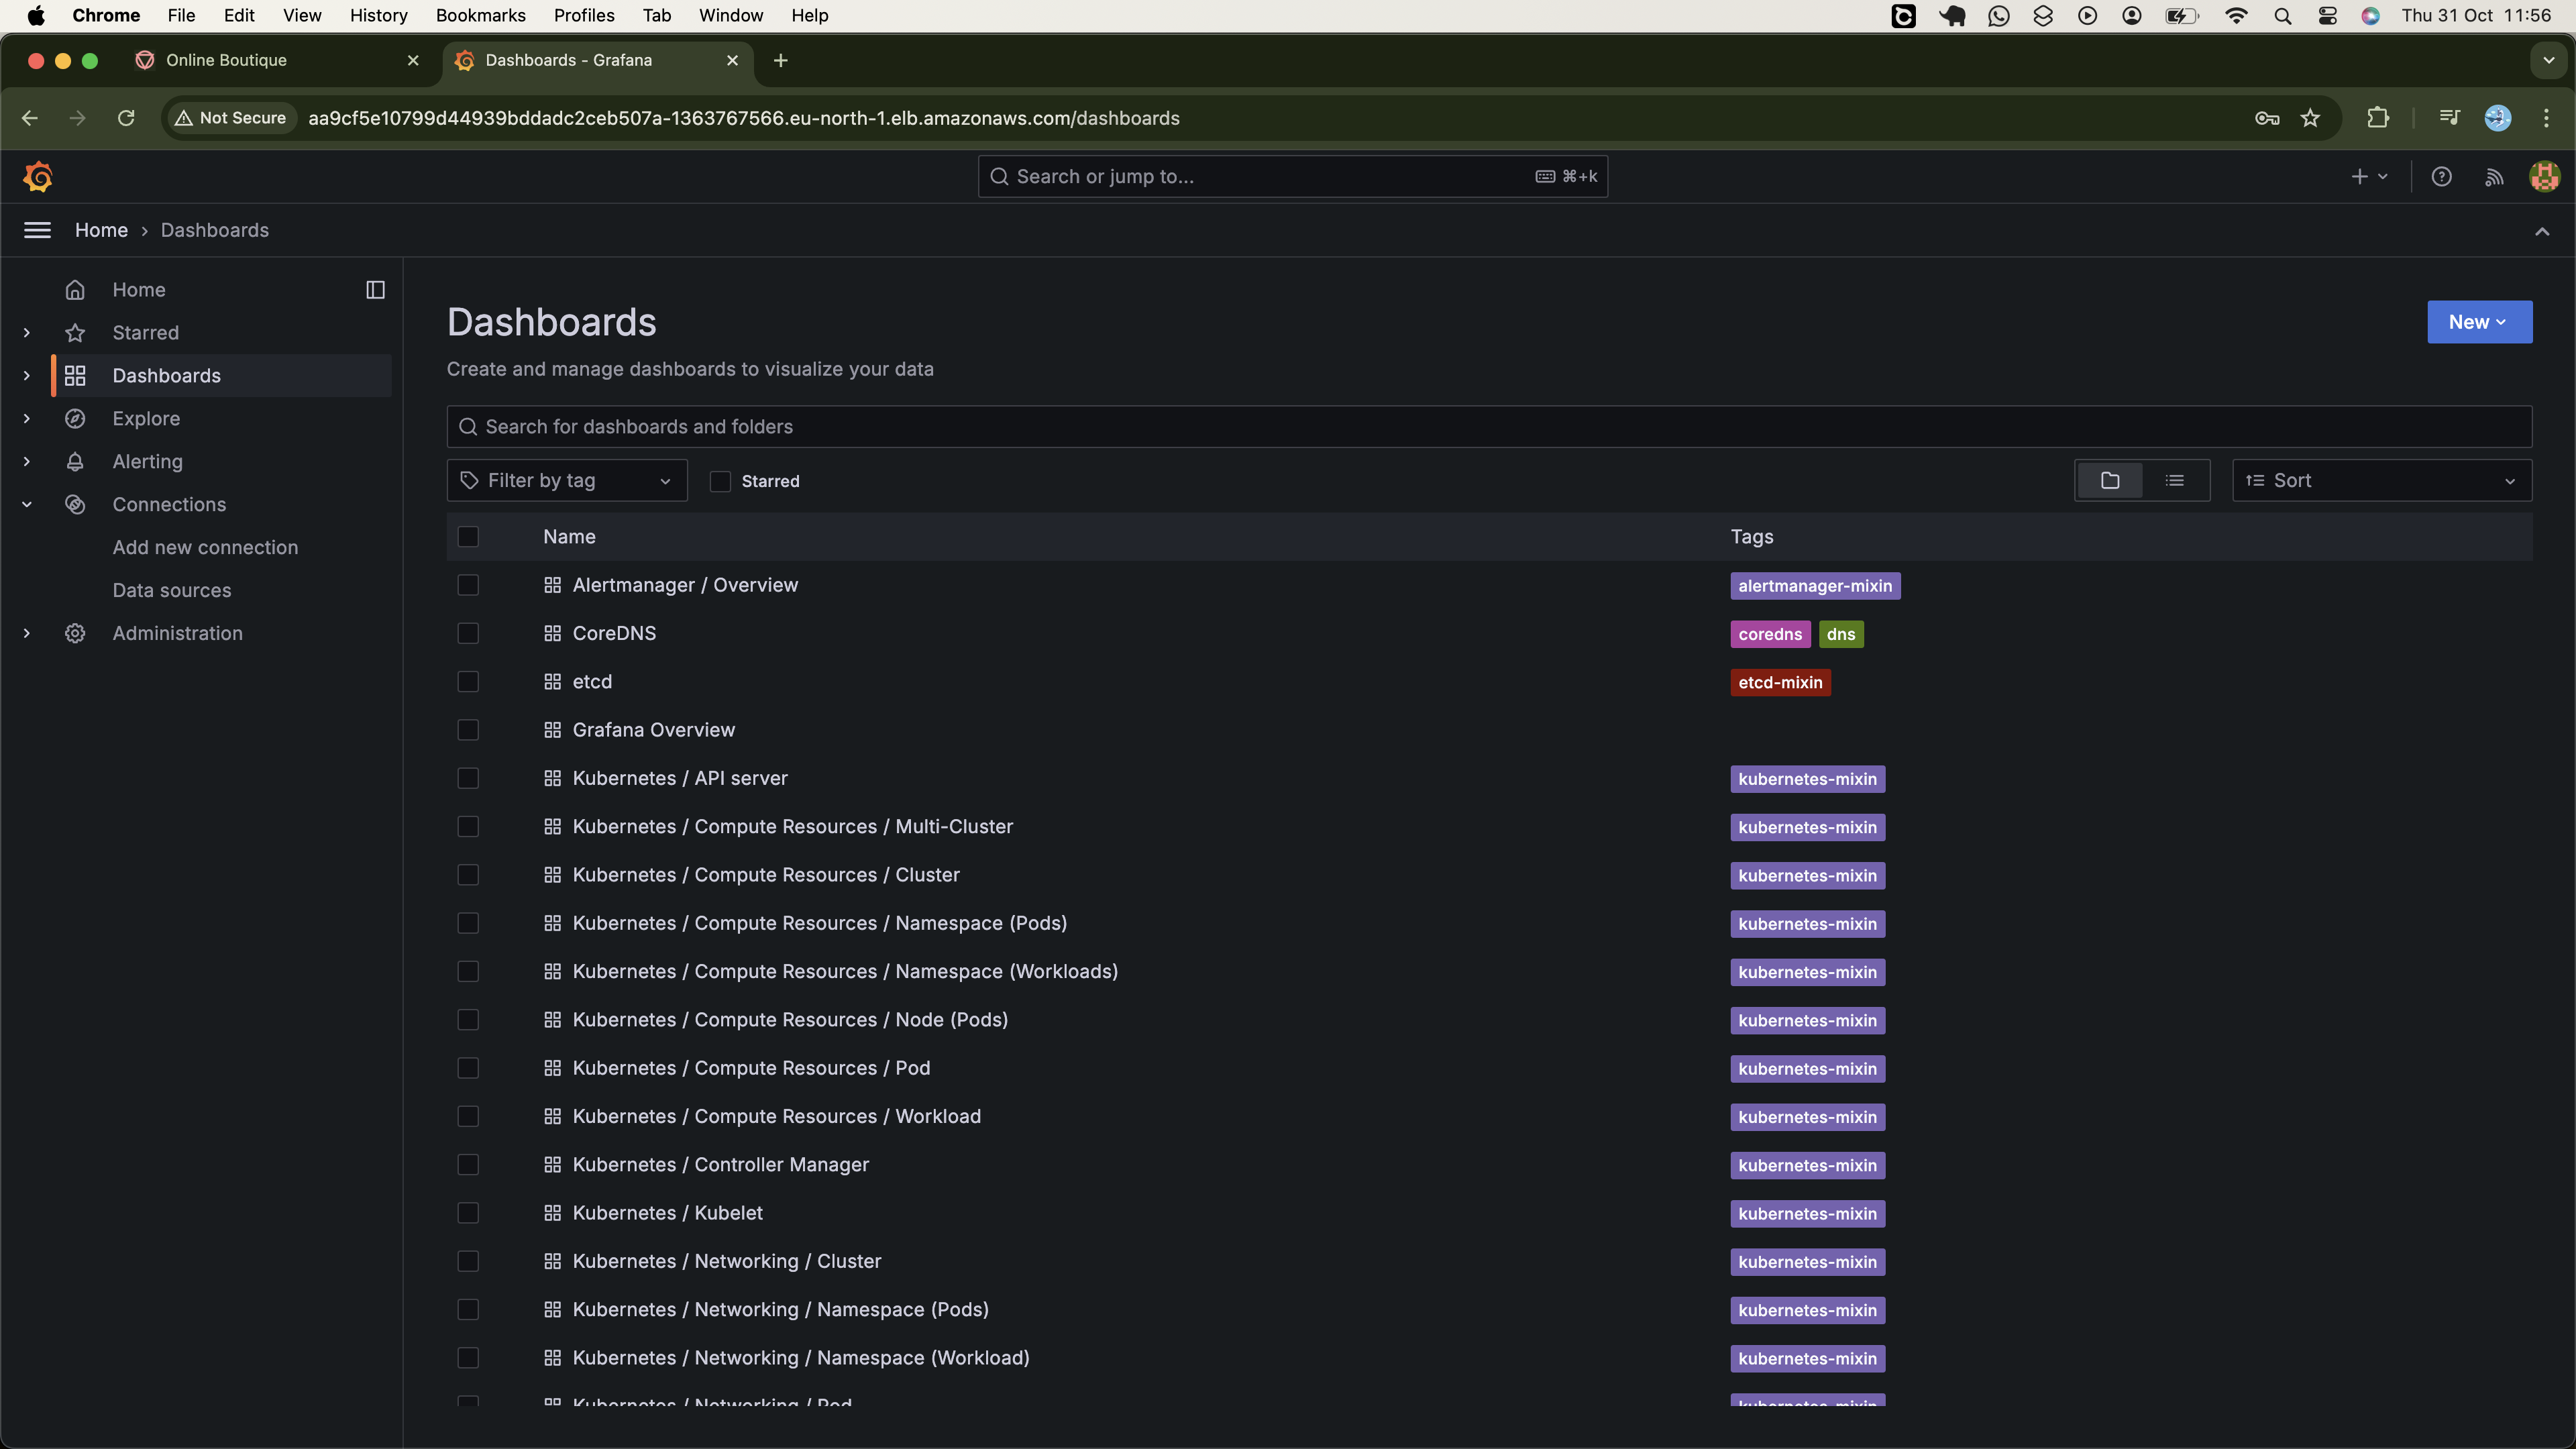 Chrome File Edit View History Bookmarks Profiles Tab Window Help Thu 31 Oct 11:56
Online Boutique Dashboards - Grafana
Not Secure aa9cf5e10799d44939bddadc2ceb507a-1363767566.eu-north-1.elb.amazonaws.com/dashboards
Search or jump to... ⌘+k
Home › Dashboards
Home
Starred
Dashboards
Explore
Alerting
Connections
Add new connection
Data sources
Administration
Dashboards
New
Create and manage dashboards to visualize your data
Search for dashboards and folders
Filter by tag Starred Sort
Name Tags
Alertmanager / Overview alertmanager-mixin
CoreDNS coredns dns
etcd etcd-mixin
Grafana Overview
Kubernetes / API server kubernetes-mixin
Kubernetes / Compute Resources / Multi-Cluster kubernetes-mixin
Kubernetes / Compute Resources / Cluster kubernetes-mixin
Kubernetes / Compute Resources / Namespace (Pods) kubernetes-mixin
Kubernetes / Compute Resources / Namespace (Workloads) kubernetes-mixin
Kubernetes / Compute Resources / Node (Pods) kubernetes-mixin
Kubernetes / Compute Resources / Pod kubernetes-mixin
Kubernetes / Compute Resources / Workload kubernetes-mixin
Kubernetes / Controller Manager kubernetes-mixin
Kubernetes / Kubelet kubernetes-mixin
Kubernetes / Networking / Cluster kubernetes-mixin
Kubernetes / Networking / Namespace (Pods) kubernetes-mixin
Kubernetes / Networking / Namespace (Workload) kubernetes-mixin
Kubernetes / Networking / Pod kubernetes-mixin